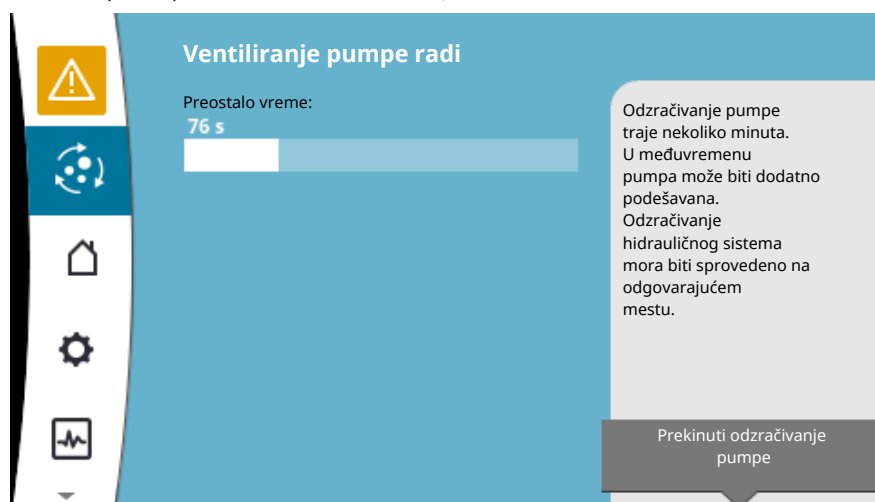 Ventiliranje pumpe radi
Preostalo vreme:
76 s
Odzračivanje pumpe
traje nekoliko minuta.
U međuvremenu
pumpa može biti dodatno
podešavana.
Odzračivanje
hidrauličnog sistema
mora biti sprovedeno na
odgovarajućem
mestu.
Prekinuti odzračivanje
pumpe